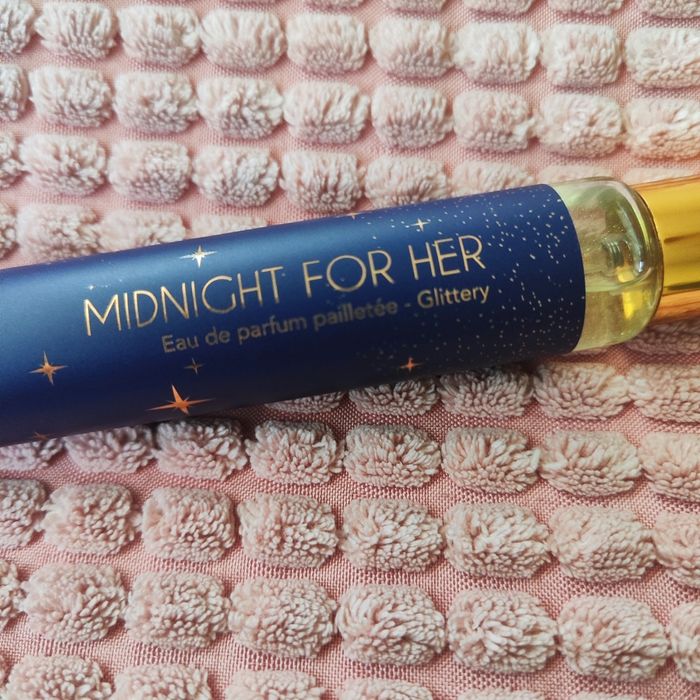 MIDNIGHT FOR HER
Eau de parfum pailletée - Glittery